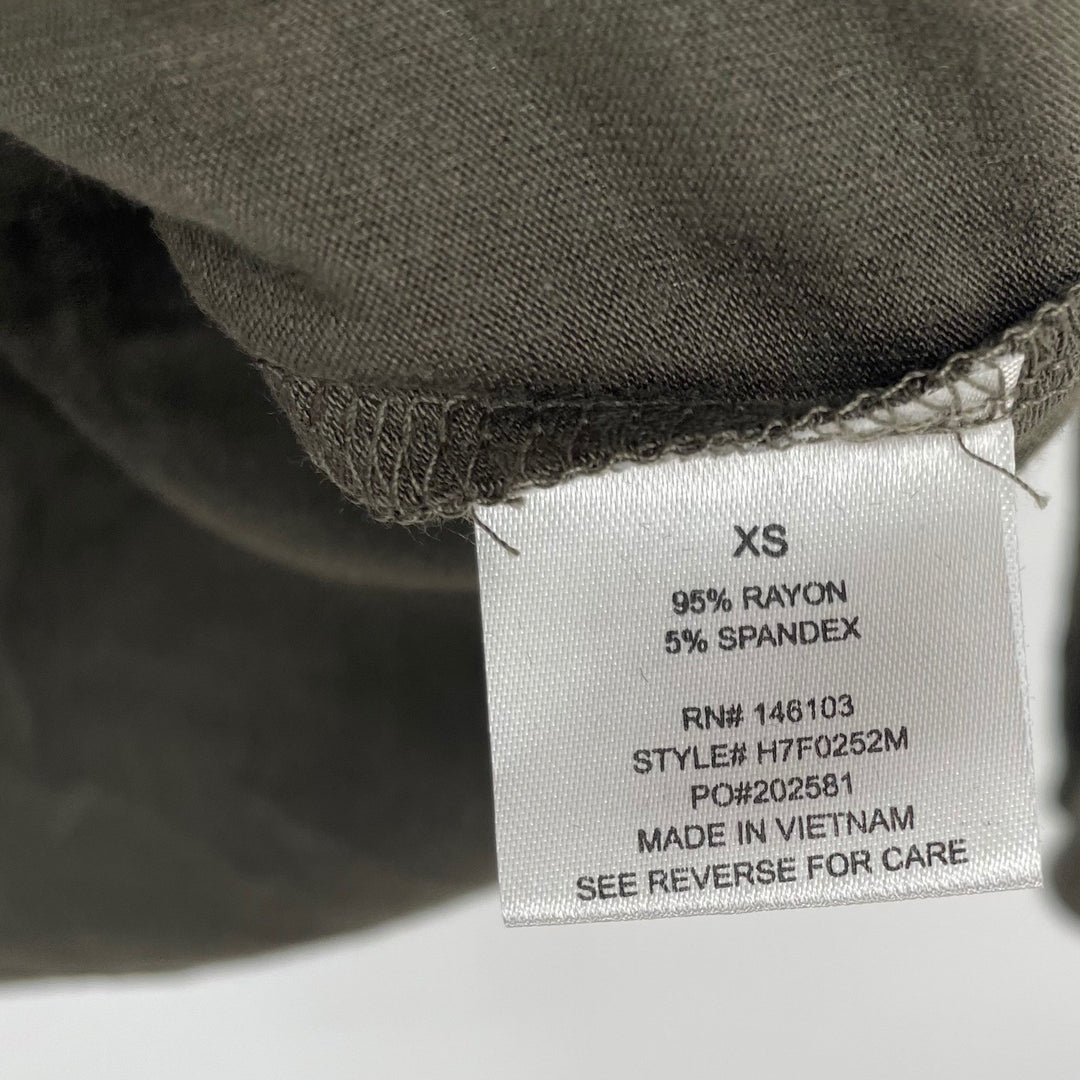 XS
95% RAYON
5% SPANDEX
RN# 146103
STYLE# H7F0252M
PO#202581
MADE IN VIETNAM
SEE REVERSE FOR CARE